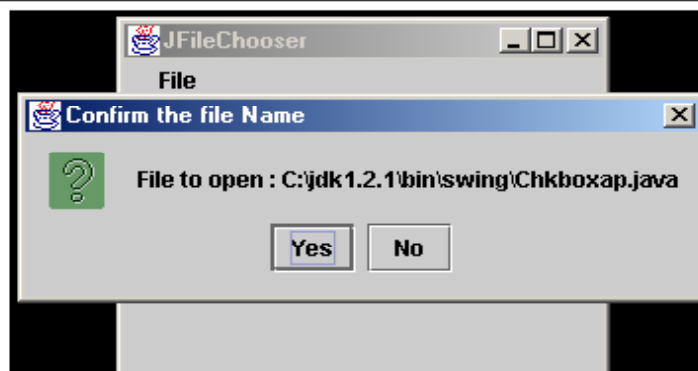 JFileChooser
File
Confirm the file Name
File to open : C:\jdk1.2.1\bin\swing\Chkboxap.java
Yes
No